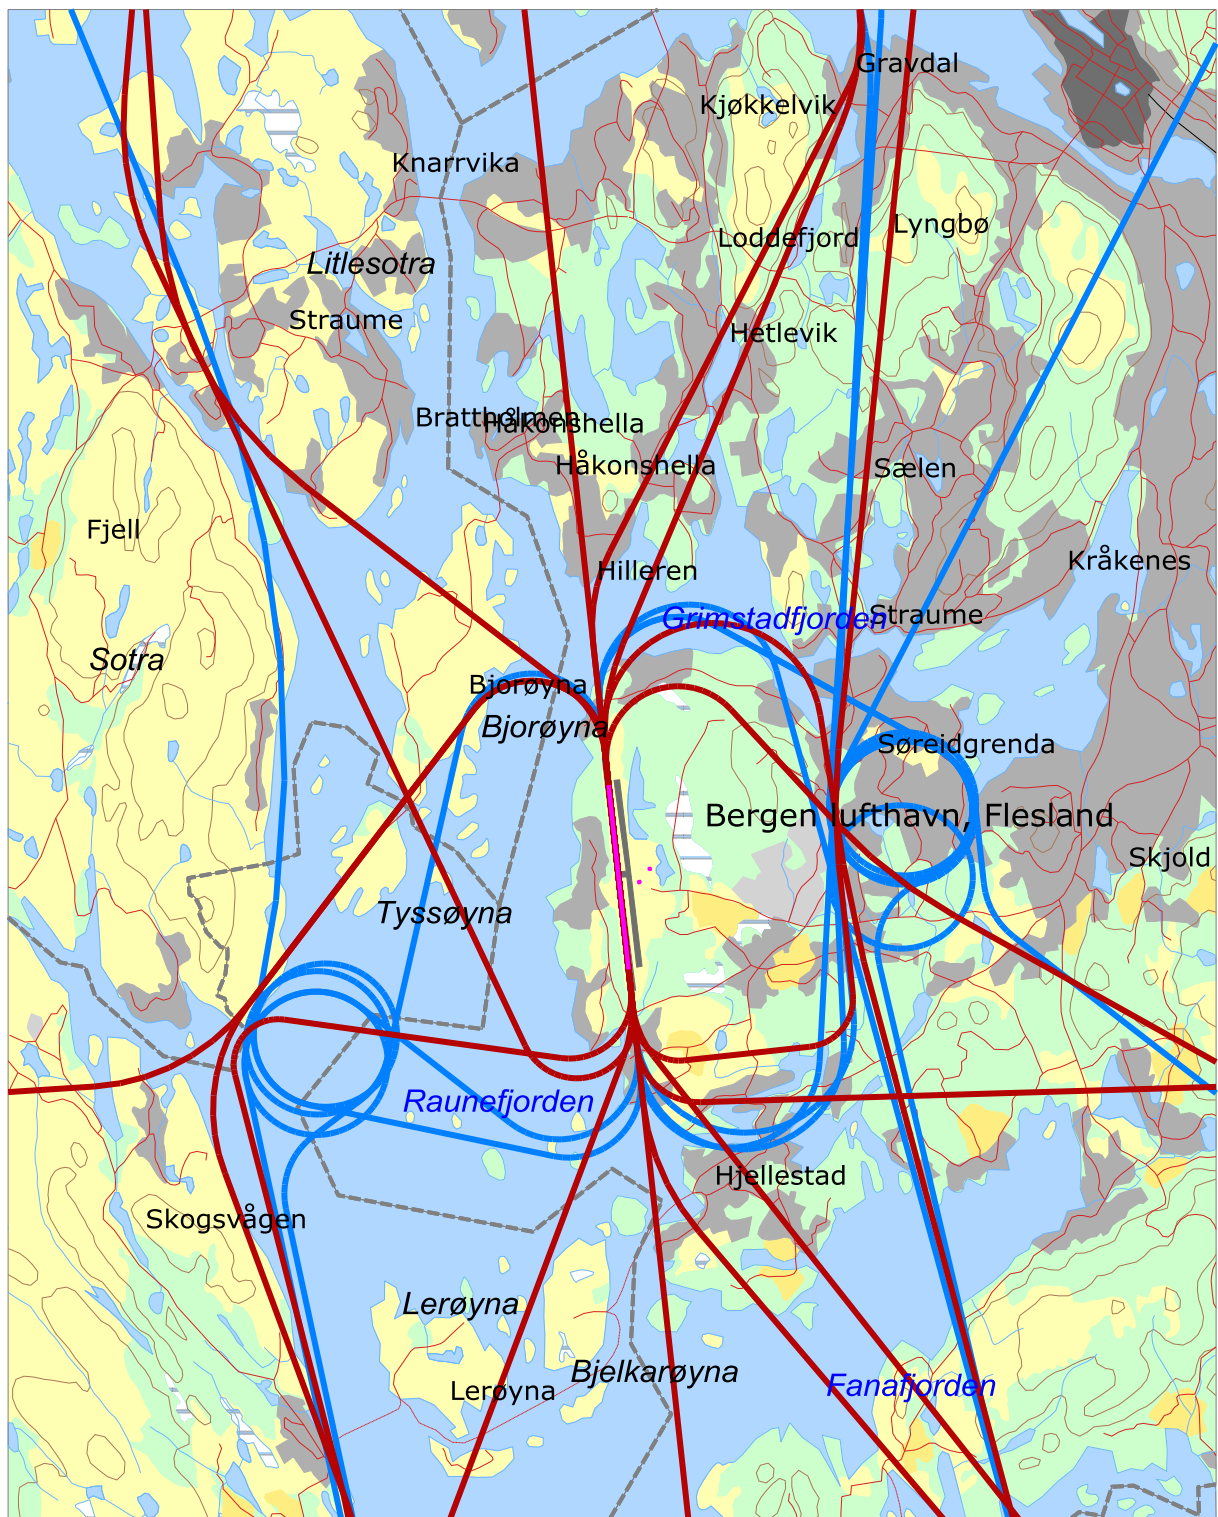 Gravdal
Kjøkkelvik
Knarrvika
Lyngbø
Loddefjord
Litlesotra
Straume
Hetlevik
Brattholmen
Håkonshella
Håkonshella
Sælen
Fjell
Kråkenes
Hilleren
Straume
Grimstadfjorden
Sotra
Bjorøyna
Bjorøyna
Søreidgrenda
Bergen lufthavn, Flesland
Skjold
Tyssøyna
Raunefjorden
Hjellestad
Skogsvågen
Lerøyna
Bjelkarøyna
Lerøyna
Fanafjorden